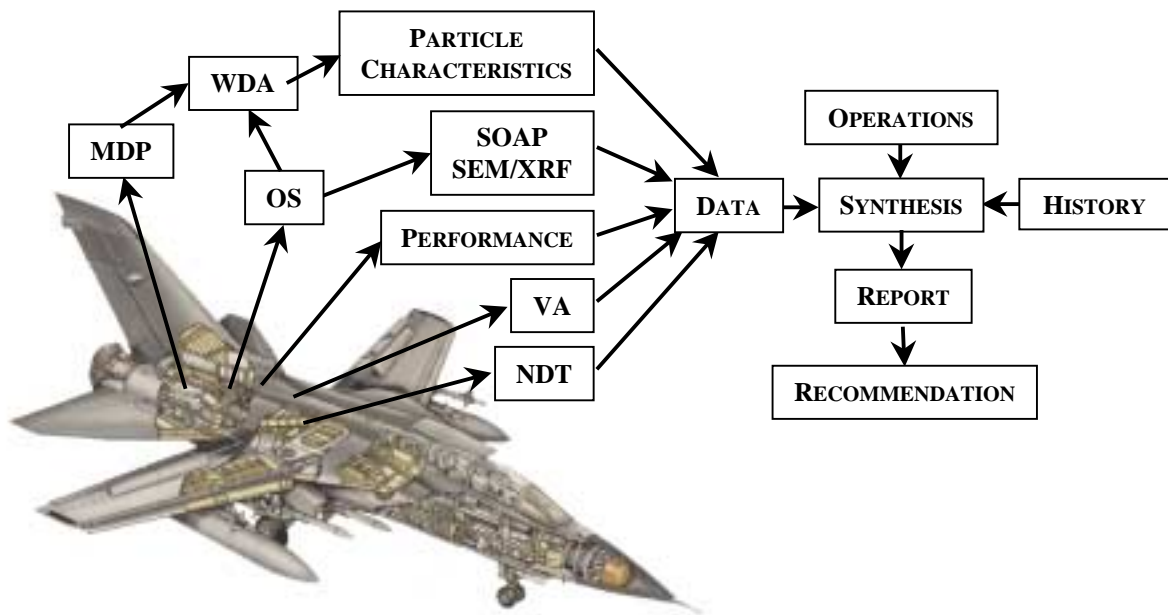 PARTICLE
CHARACTERISTICS
WDA
MDP
OS
SOAP
SEM/XRF
PERFORMANCE
VA
NDT
DATA
OPERATIONS
SYNTHESIS
HISTORY
REPORT
RECOMMENDATION